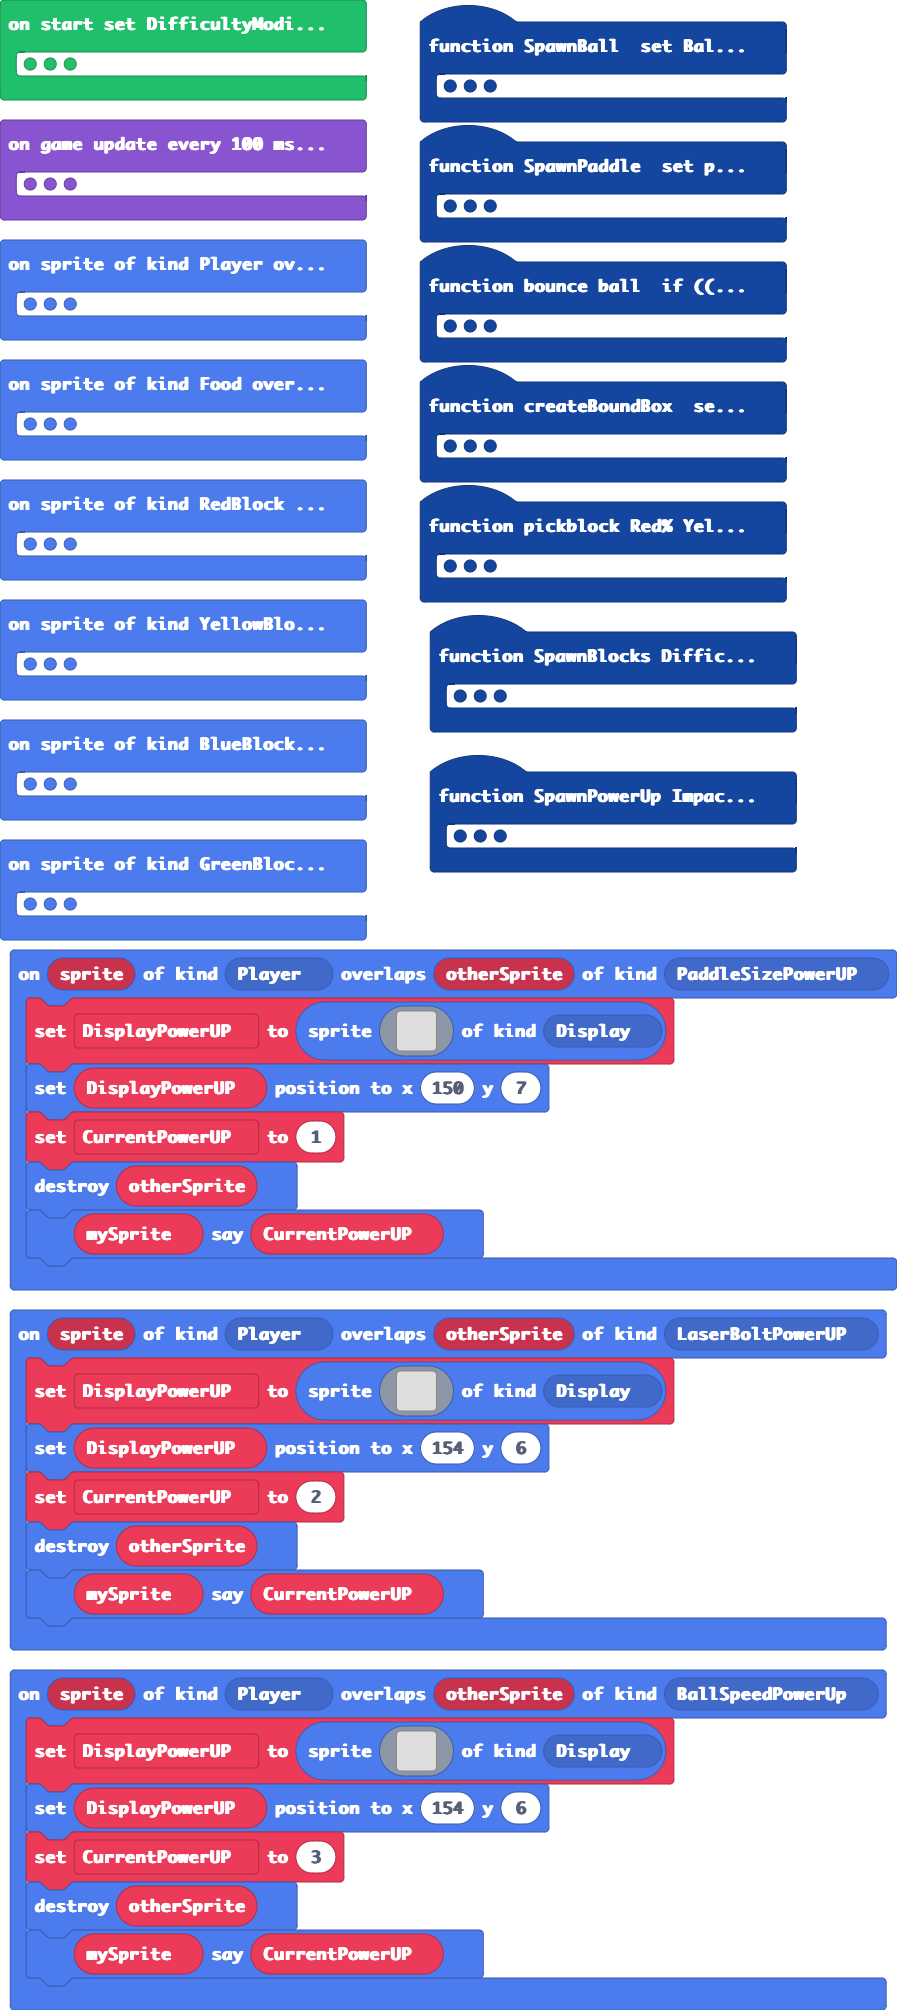 on start set DifficultyModi...
on game update every 100 ms...
on sprite of kind Player ov...
on sprite of kind Food over...
on sprite of kind RedBlock ...
on sprite of kind YellowBlo...
on sprite of kind BlueBlock...
on sprite of kind GreenBloc...
function SpawnBall set Bal...
function SpawnPaddle set p...
function bounce ball if ((...
function createBoundBox se...
function pickblock Red% Yel...
function SpawnBlocks Diffic...
function SpawnPowerUp Impac...
on sprite of kind Player overlaps otherSprite of kind PaddleSizePowerUP
set DisplayPowerUP to sprite of kind Display
set DisplayPowerUP position to x 150 y 7
set CurrentPowerUP to 1
destroy otherSprite
mySprite say CurrentPowerUP
on sprite of kind Player overlaps otherSprite of kind LaserBoltPowerUP
set DisplayPowerUP to sprite of kind Display
set DisplayPowerUP position to x 154 y 6
set CurrentPowerUP to 2
destroy otherSprite
mySprite say CurrentPowerUP
on sprite of kind Player overlaps otherSprite of kind BallSpeedPowerUp
set DisplayPowerUP to sprite of kind Display
set DisplayPowerUP position to x 154 y 6
set CurrentPowerUP to 3
destroy otherSprite
mySprite say CurrentPowerUP